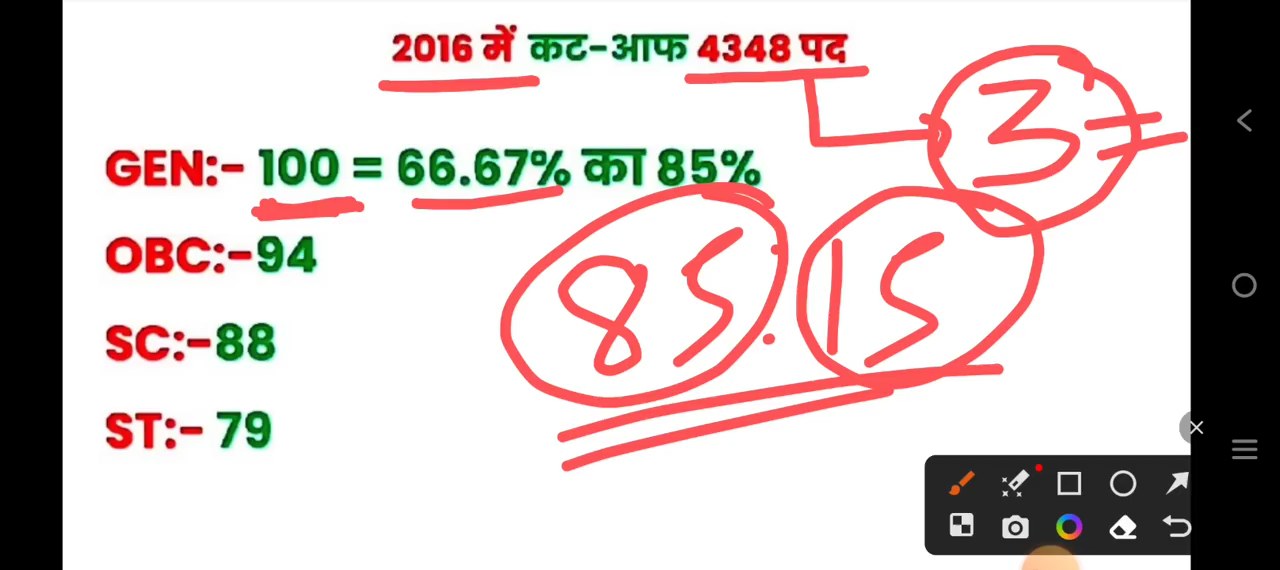 2016 में कट-आफ 4348 पद
3
GEN:- 100 = 66.67% का 85%
OBC:-94
85:15
SC:-88
ST:- 79